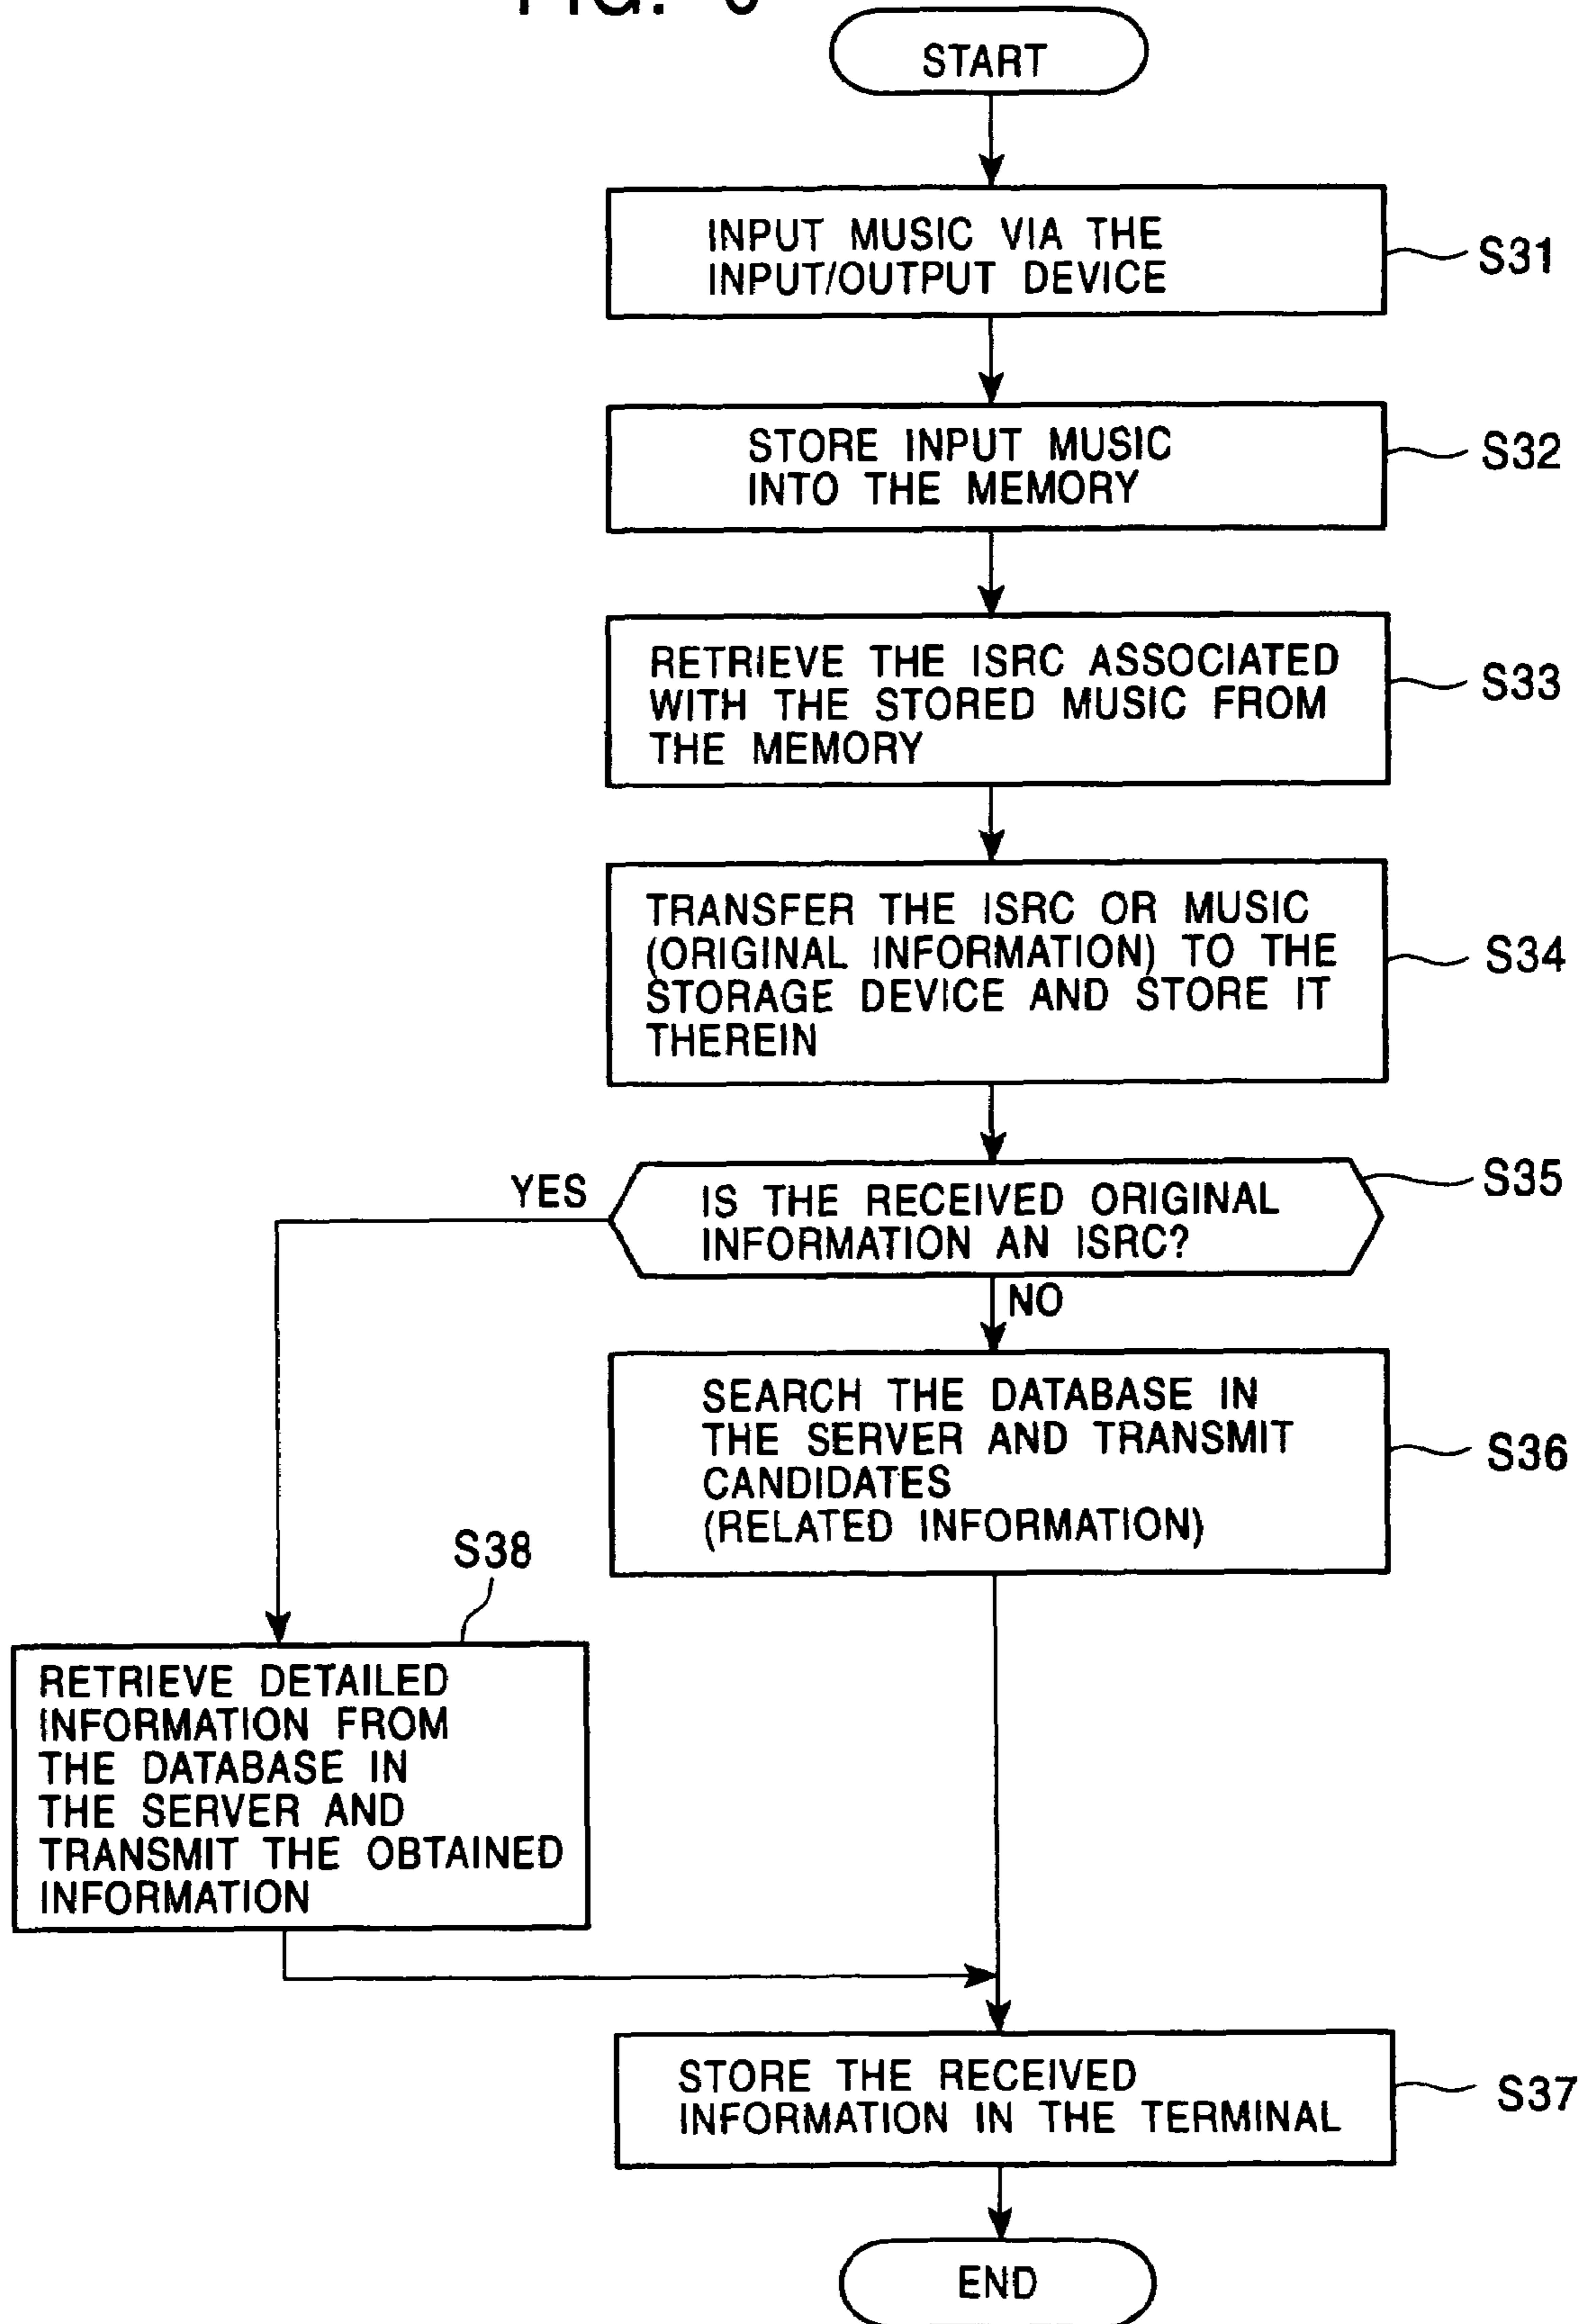 START
INPUT MUSIC VIA THE
INPUT/OUTPUT DEVICE
S31
STORE INPUT MUSIC
INTO THE MEMORY
S32
RETRIEVE THE ISRC ASSOCIATED
WITH THE STORED MUSIC FROM
THE MEMORY
S33
TRANSFER THE ISRC OR MUSIC
(ORIGINAL INFORMATION) TO THE
STORAGE DEVICE AND STORE IT
THEREIN
S34
YES
IS THE RECEIVED ORIGINAL
INFORMATION AN ISRC?
S35
NO
SEARCH THE DATABASE IN
THE SERVER AND TRANSMIT
CANDIDATES
(RELATED INFORMATION)
S36
S38
RETRIEVE DETAILED
INFORMATION FROM
THE DATABASE IN
THE SERVER AND
TRANSMIT THE OBTAINED
INFORMATION
STORE THE RECEIVED
INFORMATION IN THE TERMINAL
S37
END